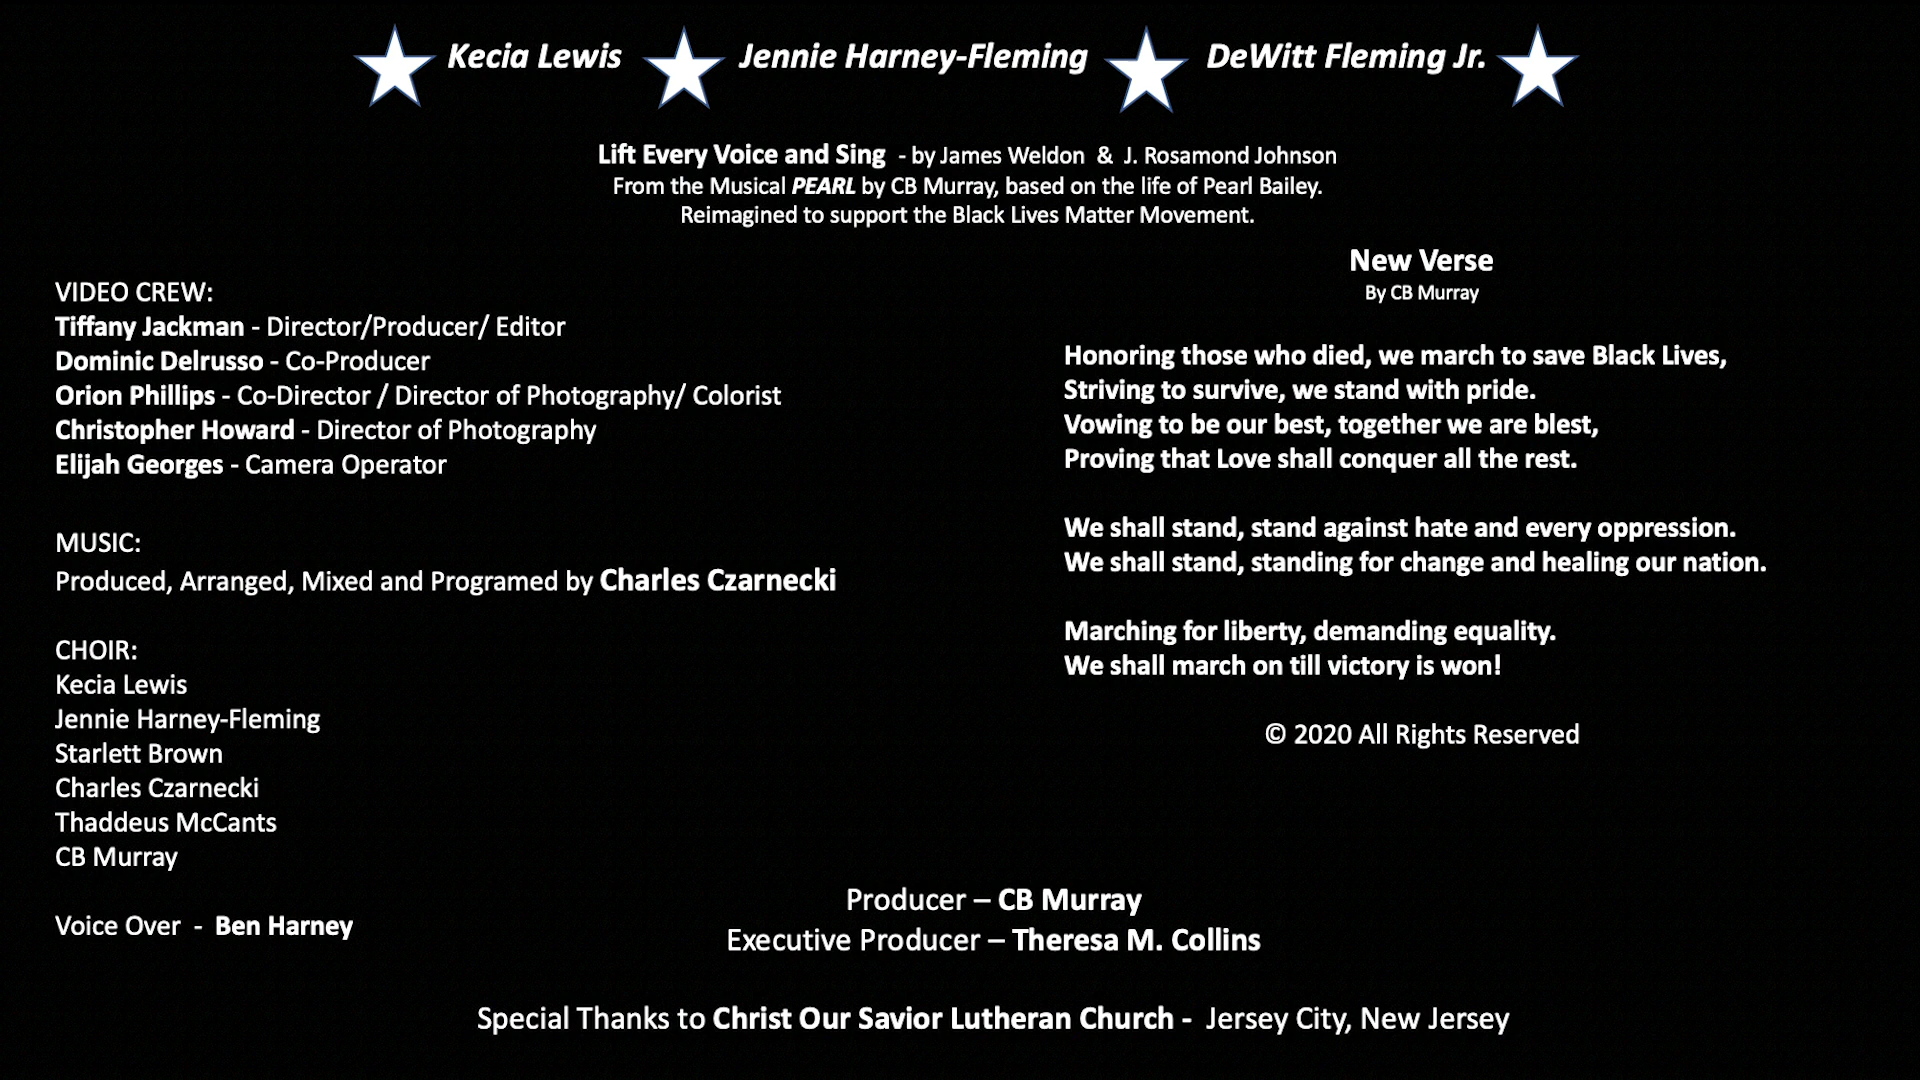 Kecia Lewis Jennie Harney-Fleming DeWitt Fleming Jr.
Lift Every Voice and Sing - by James Weldon & J. Rosamond Johnson
From the Musical PEARL by CB Murray, based on the life of Pearl Bailey.
Reimagined to support the Black Lives Matter Movement.
VIDEO CREW:
Tiffany Jackman - Director/Producer/ Editor
Dominic Delrusso - Co-Producer
Orion Phillips - Co-Director / Director of Photography/ Colorist
Christopher Howard - Director of Photography
Elijah Georges - Camera Operator
MUSIC:
Produced, Arranged, Mixed and Programed by Charles Czarnecki
CHOIR:
Kecia Lewis
Jennie Harney-Fleming
Starlett Brown
Charles Czarnecki
Thaddeus McCants
CB Murray
Voice Over - Ben Harney
New Verse
By CB Murray
Honoring those who died, we march to save Black Lives,
Striving to survive, we stand with pride.
Vowing to be our best, together we are blest,
Proving that Love shall conquer all the rest.
We shall stand, stand against hate and every oppression.
We shall stand, standing for change and healing our nation.
Marching for liberty, demanding equality.
We shall march on till victory is won!
© 2020 All Rights Reserved
Producer – CB Murray
Executive Producer – Theresa M. Collins
Special Thanks to Christ Our Savior Lutheran Church - Jersey City, New Jersey